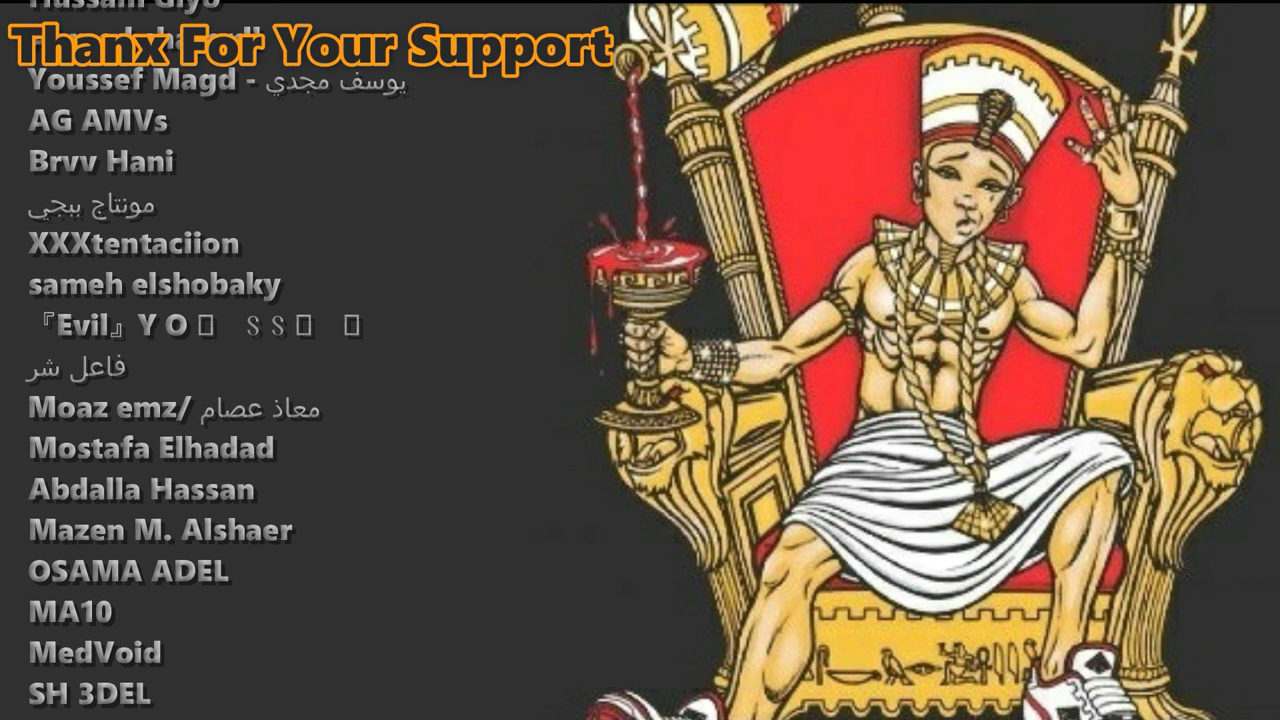 Thanx For Your Support
Youssef Magd - يوسف مجدي
AG AMVs
Brvv Hani
مونتاج ببجي
XXXtentaciion
sameh elshobaky
『Evil』Y O
فاعل شر
Moaz emz/ معاذ عصام
Mostafa Elhadad
Abdalla Hassan
Mazen M. Alshaer
OSAMA ADEL
MA10
MedVoid
SH 3DEL